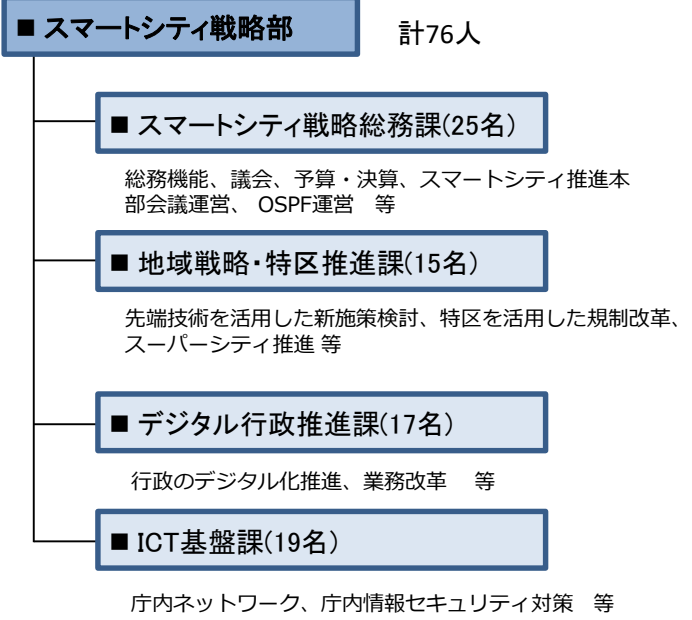 ■ スマートシティ戦略部
計76人
■ スマートシティ戦略総務課(25名)
総務機能、議会、予算・決算、スマートシティ推進本
部会議運営、 OSPF運営　等
■ 地域戦略・特区推進課(15名)
先端技術を活用した新施策検討、特区を活用した規制改革、
スーパーシティ推進 等
■ デジタル行政推進課(17名)
行政のデジタル化推進、業務改革　等
■ ICT基盤課(19名)
庁内ネットワーク、庁内情報セキュリティ対策　等